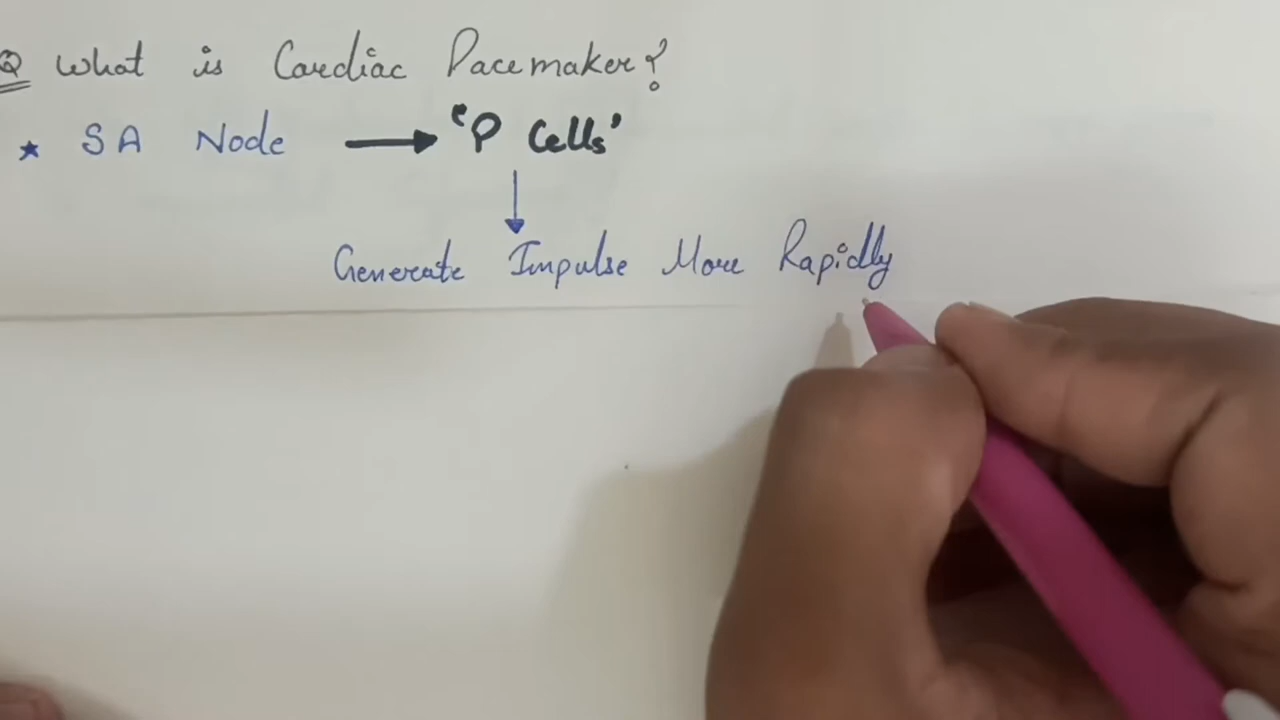 Q What is Cardiac Pacemaker?
★ SA Node → 'P Cells'
↓
Generate Impulse More Rapidly